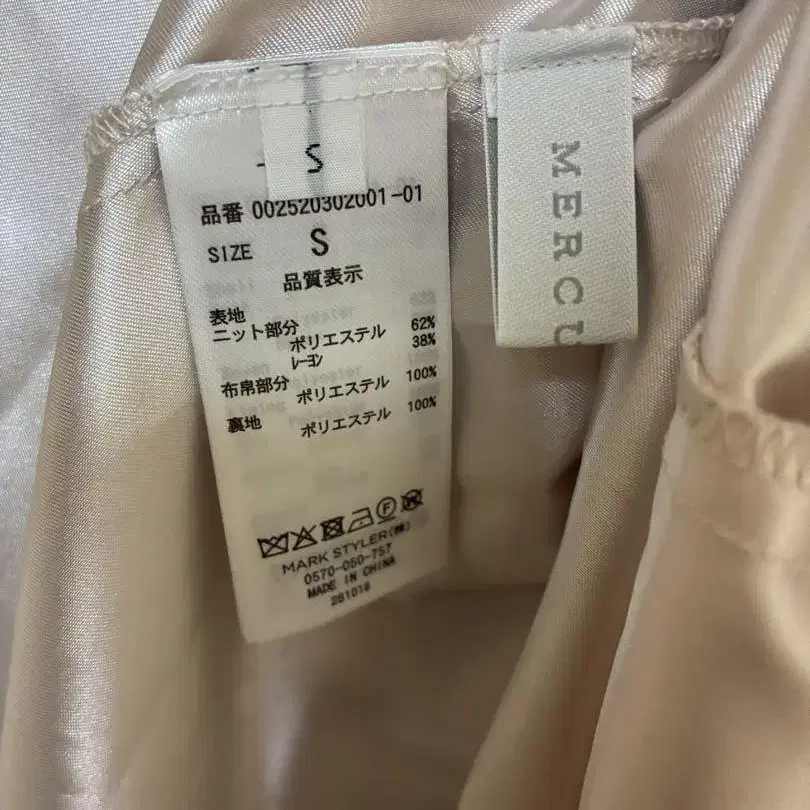 S
品番 002520302001-01
SIZE S
品質表示
表地
ニット部分
ポリエステル 62%
レーヨン 38%
布帛部分
ポリエステル 100%
裏地
ポリエステル 100%
MARK STYLER(株)
0570-050-757
MADE IN CHINA
281016
MERCU